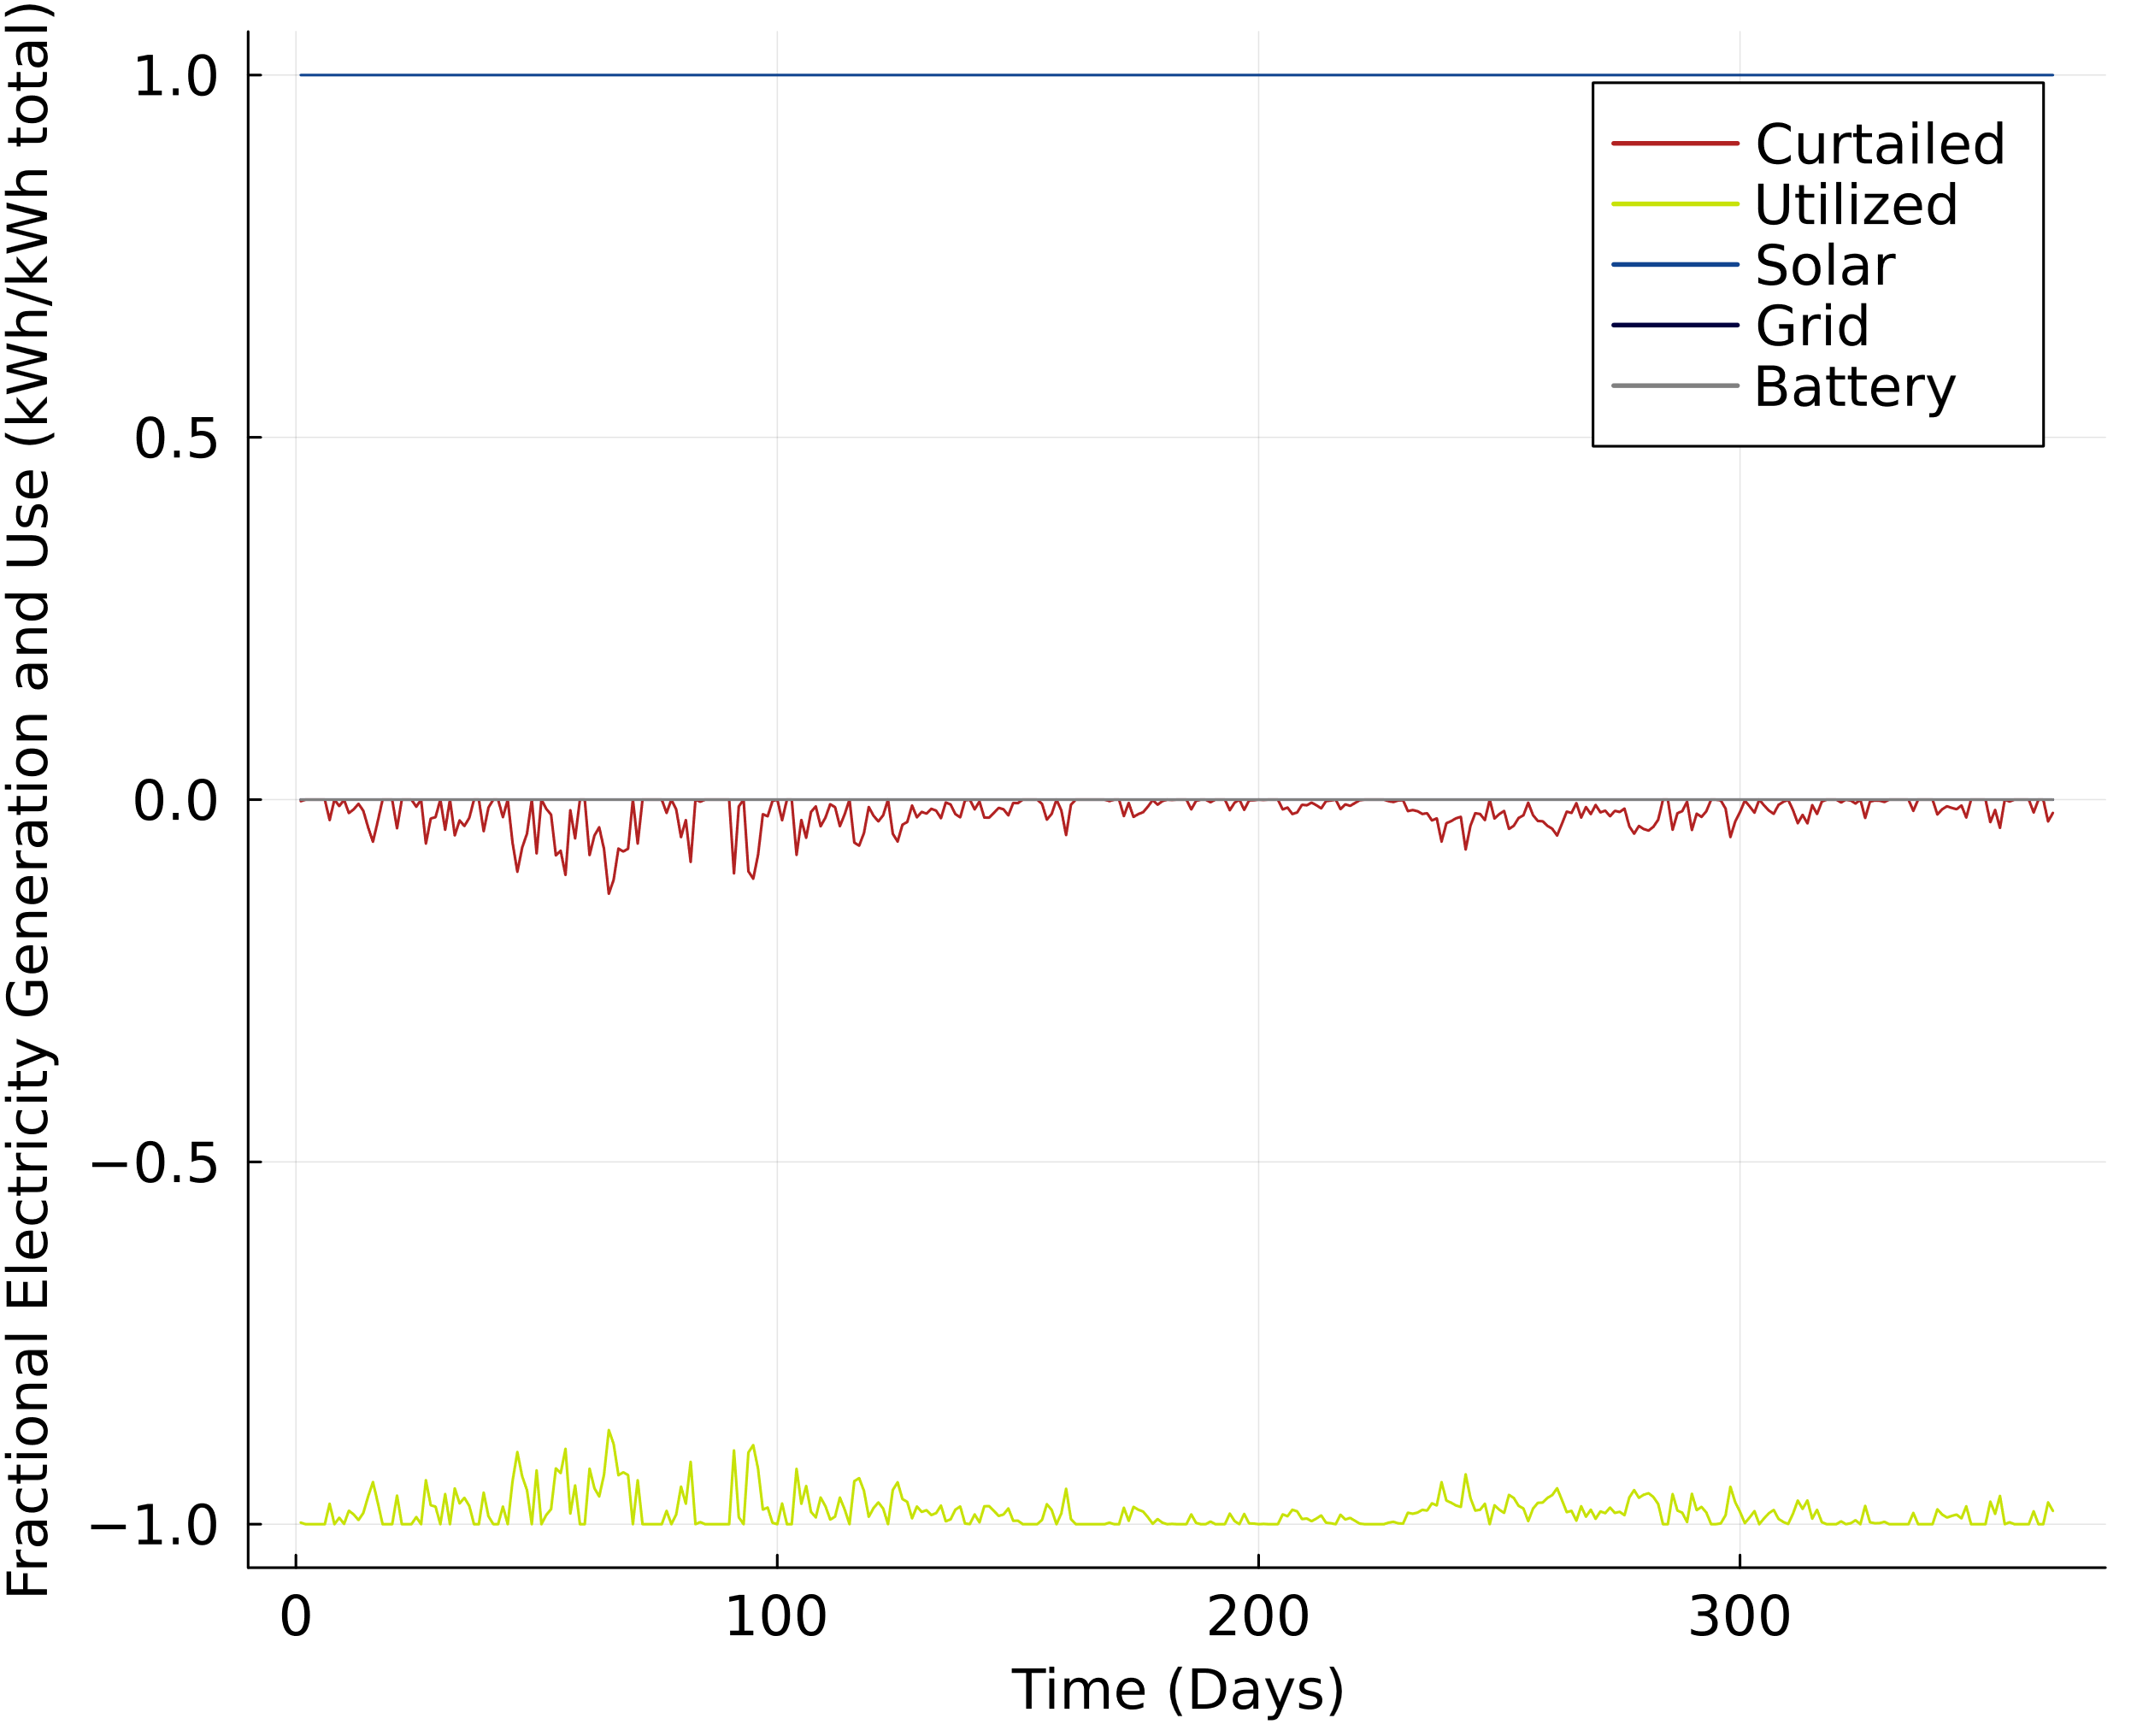 Fractional Electricity Generation and Use (kWh/kWh total)
1.0
0.5
0.0
−0.5
−1.0
Curtailed
Utilized
Solar
Grid
Battery
0 100 200 300
Time (Days)